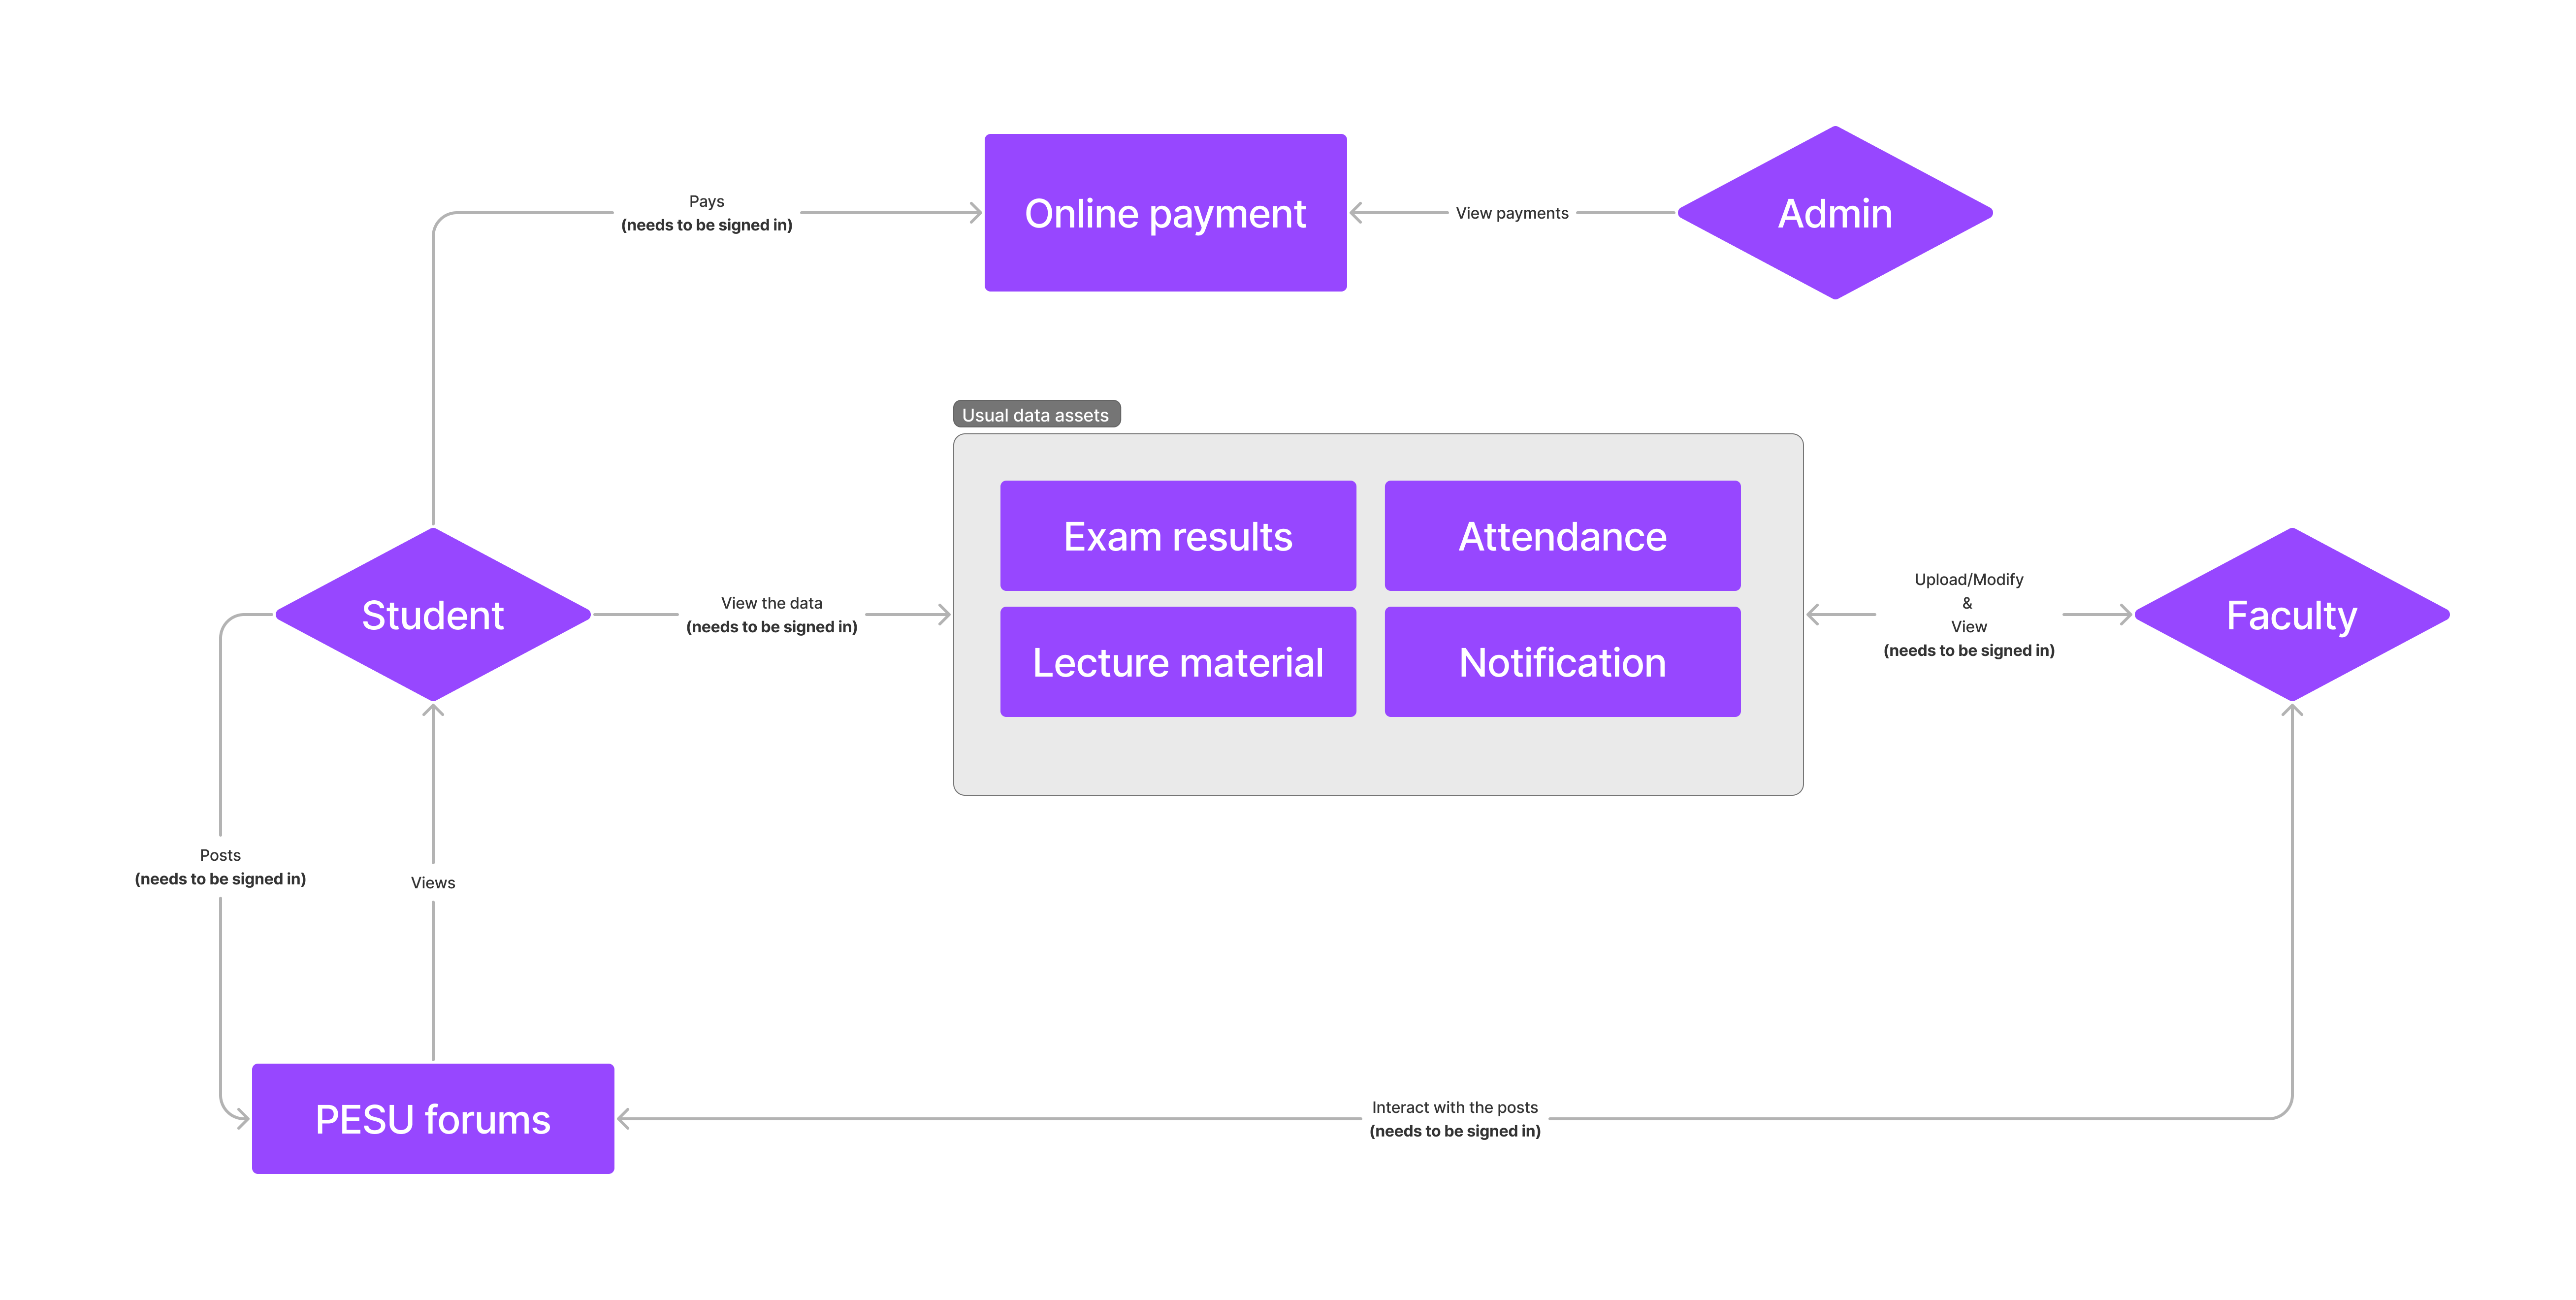 Pays
(needs to be signed in)
Online payment
View payments
Admin
Usual data assets
Exam results
Attendance
Lecture material
Notification
Student
View the data
(needs to be signed in)
Upload/Modify
&
View
(needs to be signed in)
Faculty
Posts
(needs to be signed in)
Views
PESU forums
Interact with the posts
(needs to be signed in)